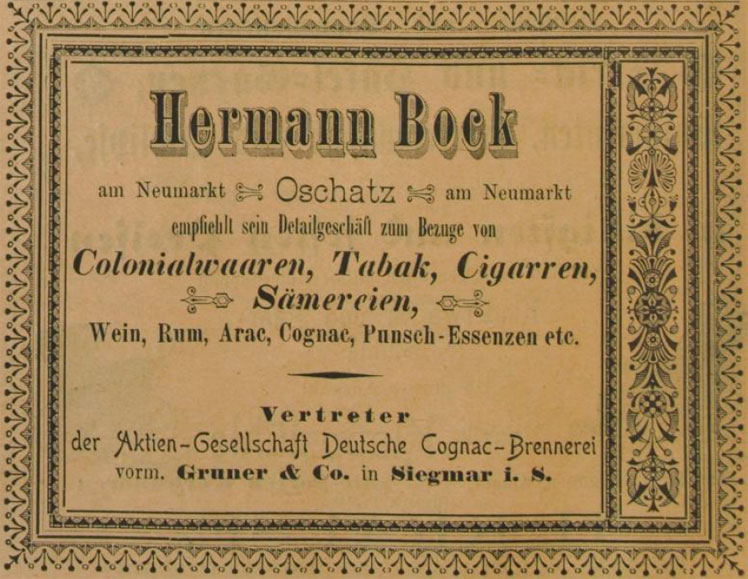 Hermann Bock
am Neumarkt Oschatz am Neumarkt
empfiehlt sein Detailgeschäft zum Bezuge von
Colonialwaaren, Tabak, Cigarren,
Sämereien,
Wein, Rum, Arac, Cognac, Punsch-Essenzen etc.
Vertreter
der Aktien-Gesellschaft Deutsche Cognac-Brennerei
vorm. Gruner & Co. in Siegmar i. S.